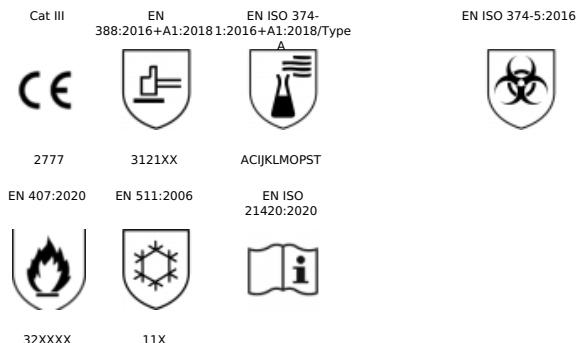 Cat III
EN
388:2016+A1:2018
EN ISO 374-
1:2016+A1:2018/Type
A
EN ISO 374-5:2016
CE
2777
3121XX
ACIJKLMOPST
EN 407:2020
EN 511:2006
EN ISO
21420:2020
i
32XXXX
11X